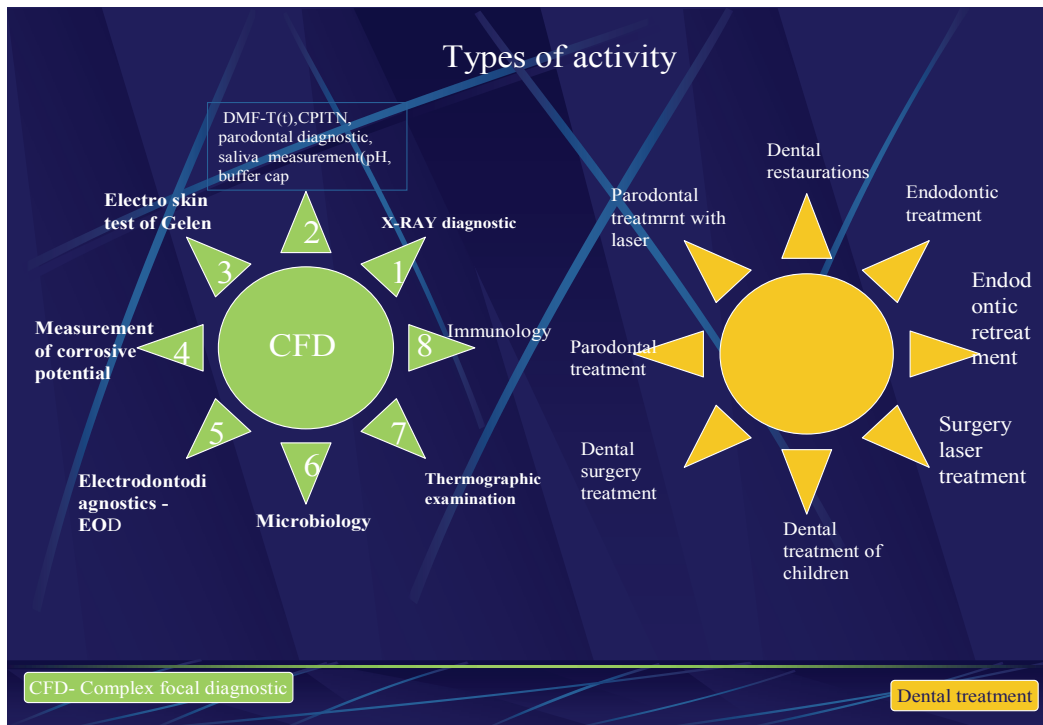 Types of activity
DMF-T(t),CPITN,
parodontal diagnostic,
saliva measurement(pH,
buffer cap
Electro skin
test of Gelen
X-RAY diagnostic
2
3
1
Measurement
of corrosive
potential
4
CFD
8
Immunology
5
7
6
Electrodontodi
agnostics -
EOD
Microbiology
Thermographic
examination
Dental
restaurations
Parodontal
treatmrnt with
laser
Endodontic
treatment
Parodontal
treatment
Endod
ontic
retreat
ment
Dental
surgery
treatment
Surgery
laser
treatment
Dental
treatment of
children
CFD- Complex focal diagnostic
Dental treatment